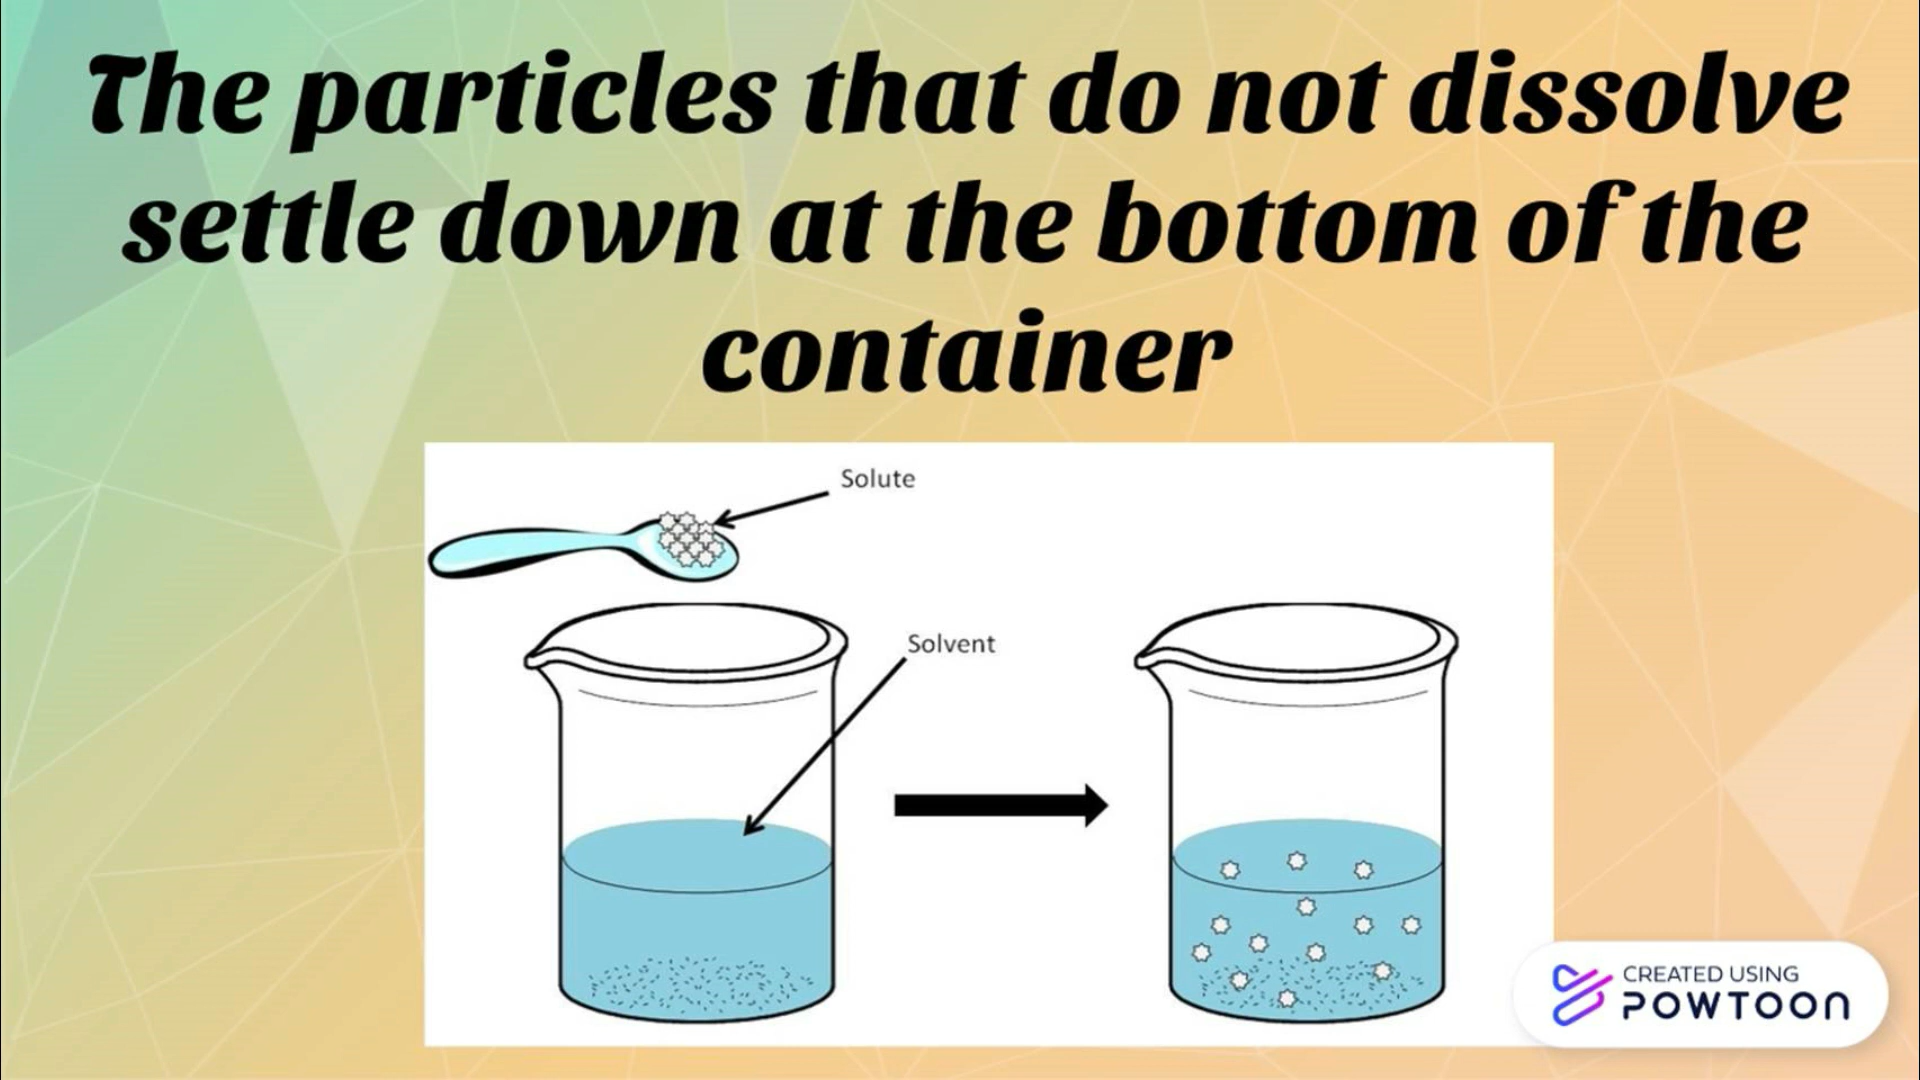 The particles that do not dissolve
settle down at the bottom of the
container
Solute
Solvent
CREATED USING
POWTOON